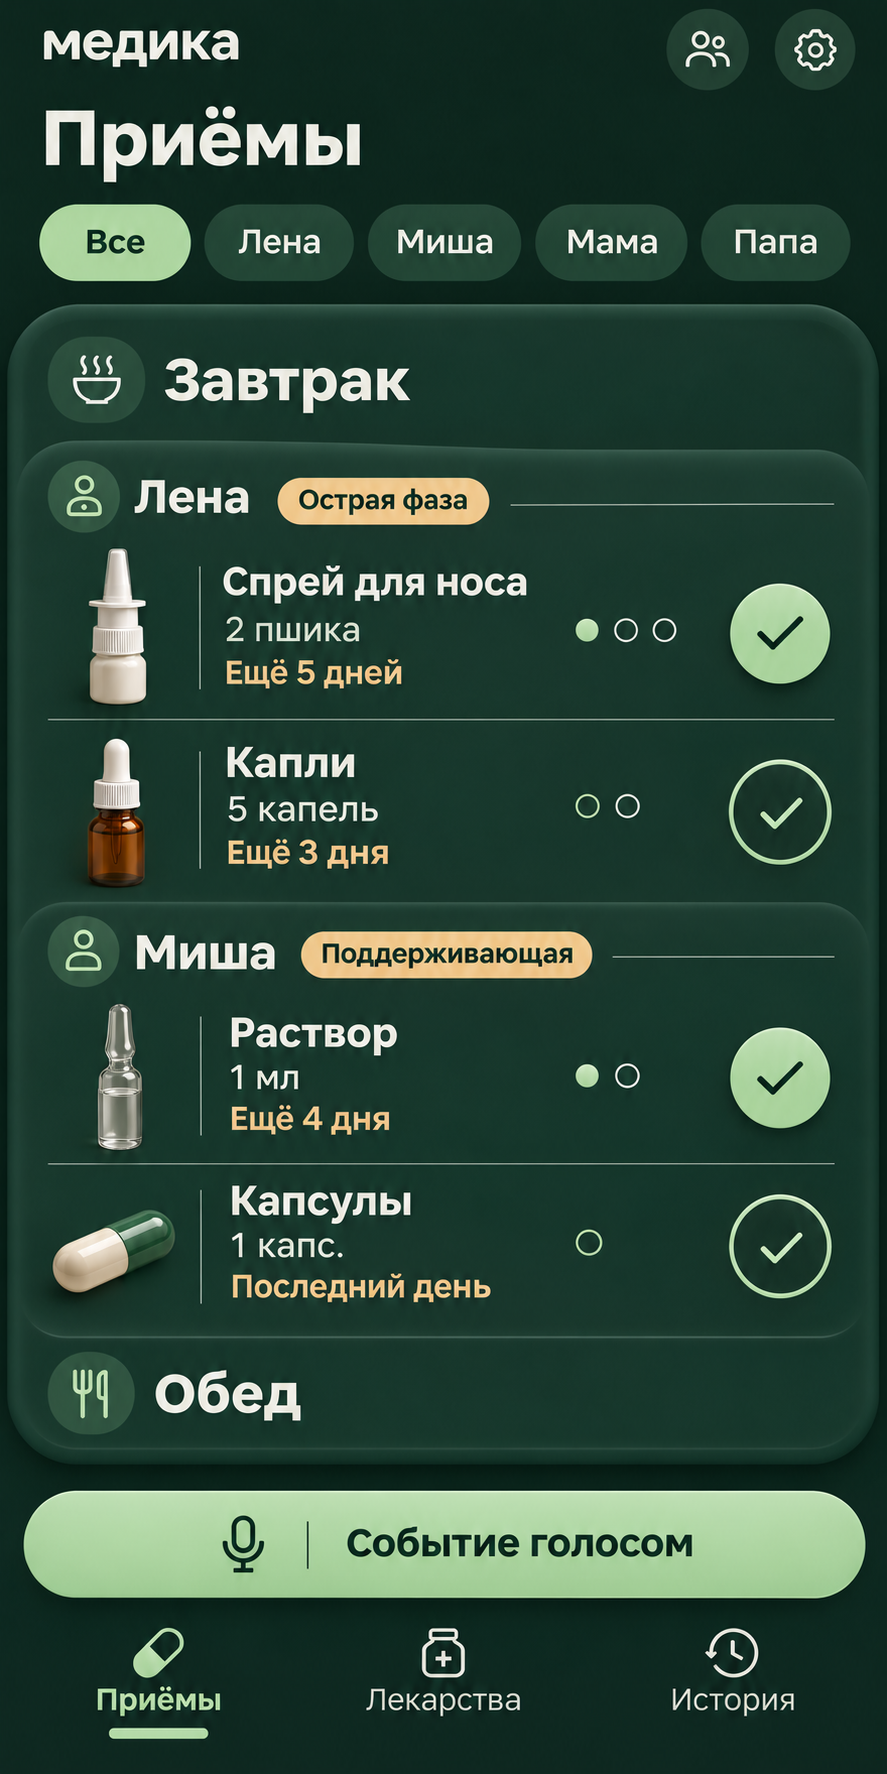 медика
Приёмы
Все
Лена
Миша
Мама
Папа
Завтрак
Лена
Острая фаза
Спрей для носа
2 пшика
Ещё 5 дней
Капли
5 капель
Ещё 3 дня
Миша
Поддерживающая
Раствор
1 мл
Ещё 4 дня
Капсулы
1 капс.
Последний день
Обед
Событие голосом
Приёмы
Лекарства
История